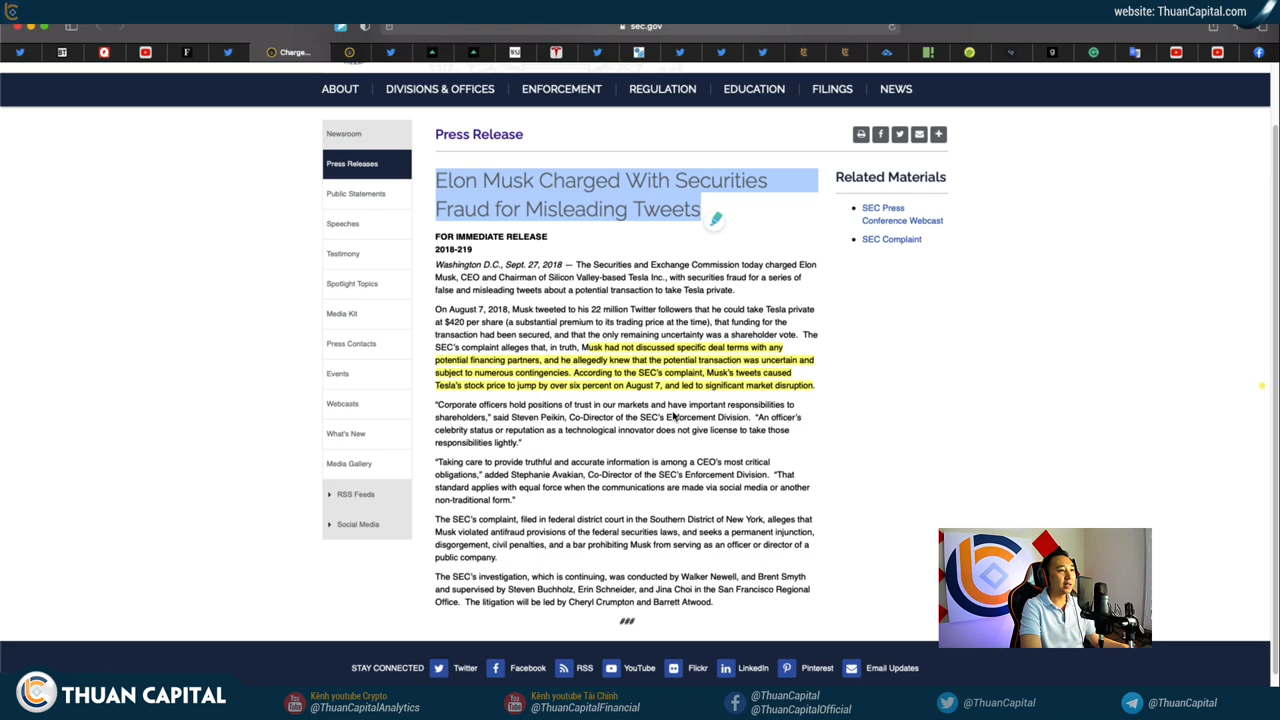 website: ThuanCapital.com
sec.gov
Charge...
ABOUT
DIVISIONS & OFFICES
ENFORCEMENT
REGULATION
EDUCATION
FILINGS
NEWS
Newsroom
Press Releases
Public Statements
Speeches
Testimony
Spotlight Topics
Media Kit
Press Contacts
Events
Webcasts
What's New
Media Gallery
RSS Feeds
Social Media
Press Release
Elon Musk Charged With Securities
Fraud for Misleading Tweets
FOR IMMEDIATE RELEASE
2018-219
Washington D.C., Sept. 27, 2018 — The Securities and Exchange Commission today charged Elon
Musk, CEO and Chairman of Silicon Valley-based Tesla Inc., with securities fraud for a series of
false and misleading tweets about a potential transaction to take Tesla private.
On August 7, 2018, Musk tweeted to his 22 million Twitter followers that he could take Tesla private
at $420 per share (a substantial premium to its trading price at the time), that funding for the
transaction had been secured, and that the only remaining uncertainty was a shareholder vote. The
SEC's complaint alleges that, in truth, Musk had not discussed specific deal terms with any
potential financing partners, and he allegedly knew that the potential transaction was uncertain and
subject to numerous contingencies. According to the SEC's complaint, Musk's tweets caused
Tesla's stock price to jump by over six percent on August 7, and led to significant market disruption.
“Corporate officers hold positions of trust in our markets and have important responsibilities to
shareholders,” said Steven Peikin, Co-Director of the SEC's Enforcement Division. “An officer's
celebrity status or reputation as a technological innovator does not give license to take those
responsibilities lightly.”
“Taking care to provide truthful and accurate information is among a CEO's most critical
obligations,” added Stephanie Avakian, Co-Director of the SEC's Enforcement Division. “That
standard applies with equal force when the communications are made via social media or another
non-traditional form.”
The SEC's complaint, filed in federal district court in the Southern District of New York, alleges that
Musk violated antifraud provisions of the federal securities laws, and seeks a permanent injunction,
disgorgement, civil penalties, and a bar prohibiting Musk from serving as an officer or director of a
public company.
The SEC's investigation, which is continuing, was conducted by Walker Newell, and Brent Smyth
and supervised by Steven Buchholz, Erin Schneider, and Jina Choi in the San Francisco Regional
Office. The litigation will be led by Cheryl Crumpton and Barrett Atwood.
###
Related Materials
SEC Press
Conference Webcast
SEC Complaint
STAY CONNECTED
Twitter
Facebook
RSS
YouTube
Flickr
LinkedIn
Pinterest
Email Updates
THUAN CAPITAL
Kênh youtube Crypto
@ThuanCapitalAnalytics
Kênh youtube Tài Chính
@ThuanCapitalFinancial
@ThuanCapital
@ThuanCapitalOfficial
@ThuanCapital
@ThuanCapital